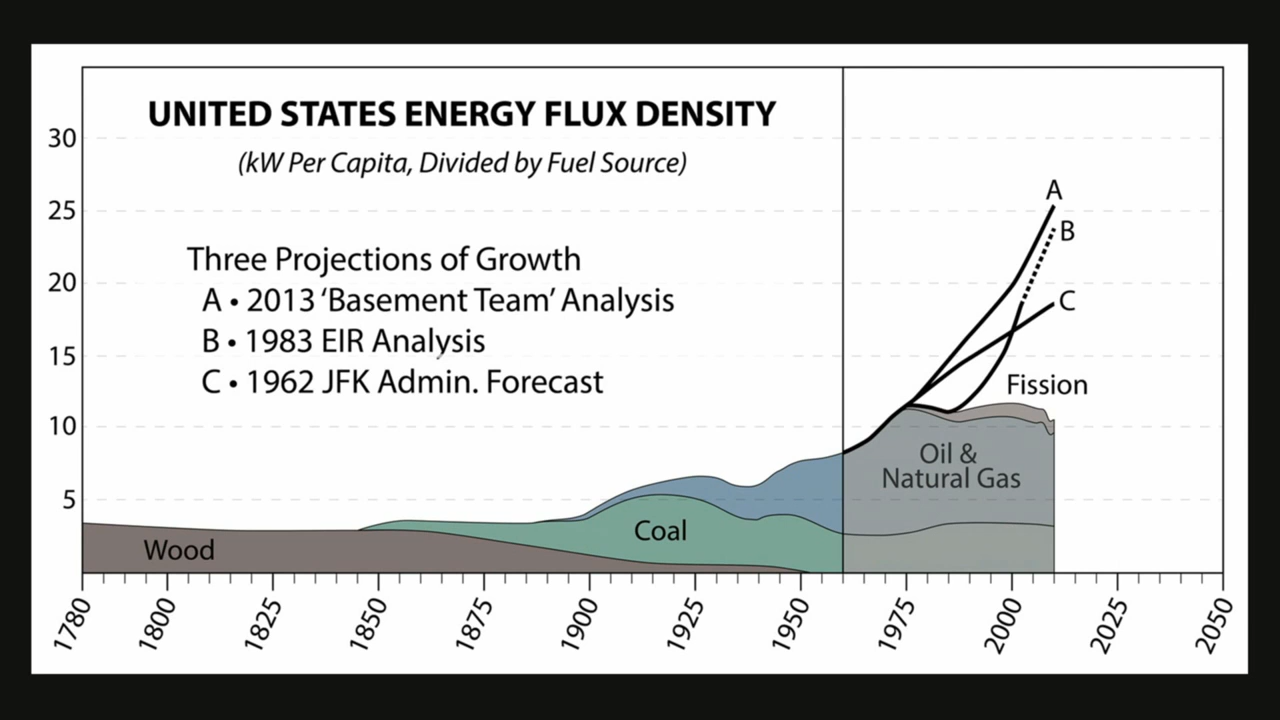 UNITED STATES ENERGY FLUX DENSITY
(kW Per Capita, Divided by Fuel Source)
Three Projections of Growth
A • 2013 ‘Basement Team’ Analysis
B • 1983 EIR Analysis
C • 1962 JFK Admin. Forecast
30
25
20
15
10
5
A
B
C
Fission
Oil &
Natural Gas
Coal
Wood
1780
1800
1825
1850
1875
1900
1925
1950
1975
2000
2025
2050